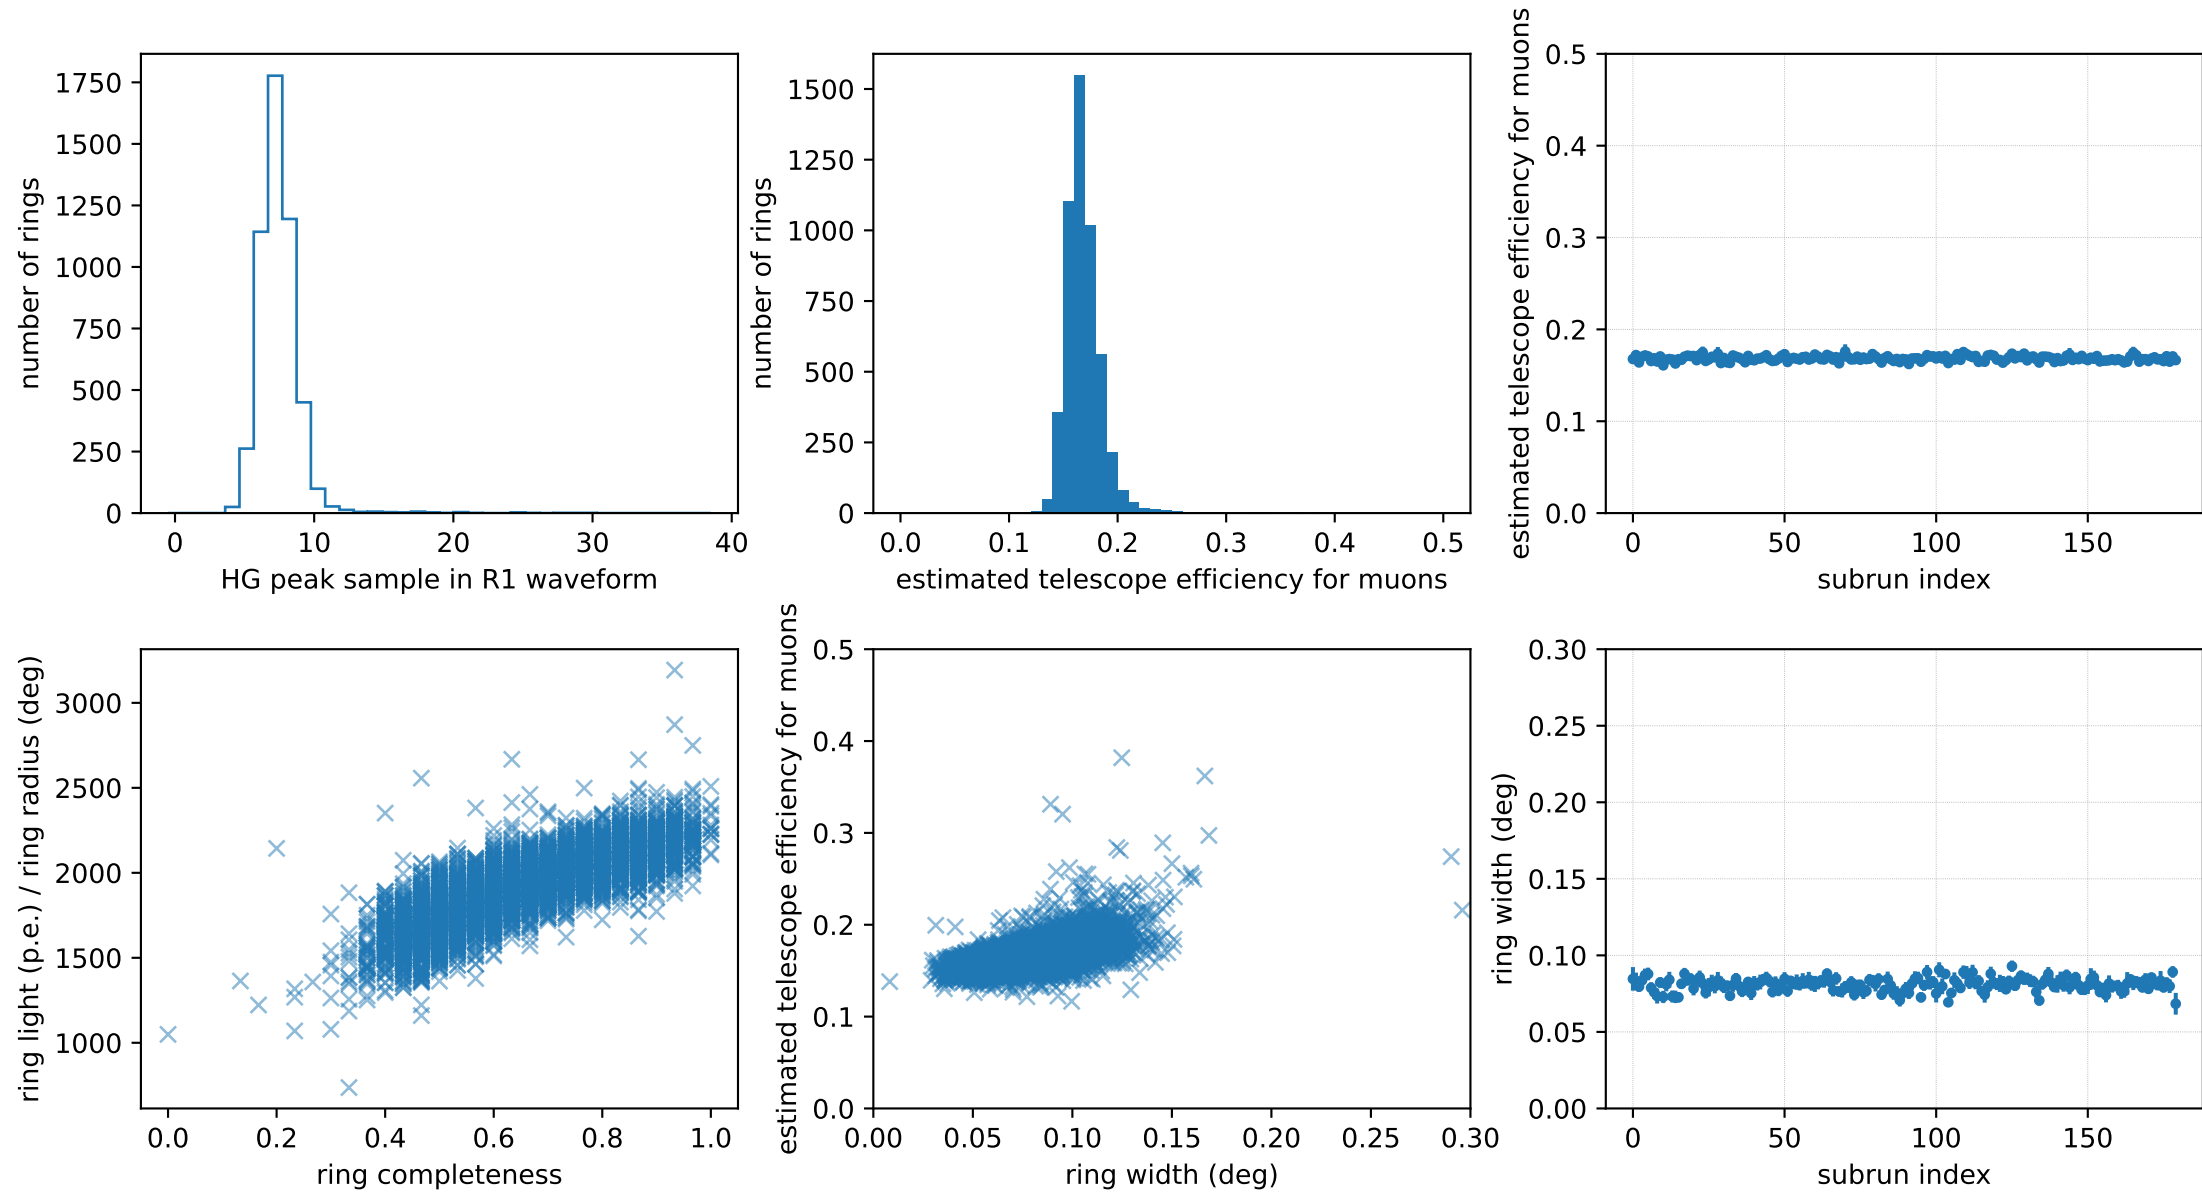 number of rings
1750
1500
1250
1000
750
500
250
0
0 10 20 30 40
HG peak sample in R1 waveform
number of rings
1500
1250
1000
750
500
250
0
0.0 0.1 0.2 0.3 0.4 0.5
estimated telescope efficiency for muons
estimated telescope efficiency for muons
0.5
0.4
0.3
0.2
0.1
0.0
0 50 100 150
subrun index
ring light (p.e.) / ring radius (deg)
3000
2500
2000
1500
1000
0.0 0.2 0.4 0.6 0.8 1.0
ring completeness
estimated telescope efficiency for muons
0.5
0.4
0.3
0.2
0.1
0.0
0.00 0.05 0.10 0.15 0.20 0.25 0.30
ring width (deg)
ring width (deg)
0.30
0.25
0.20
0.15
0.10
0.05
0.00
0 50 100 150
subrun index